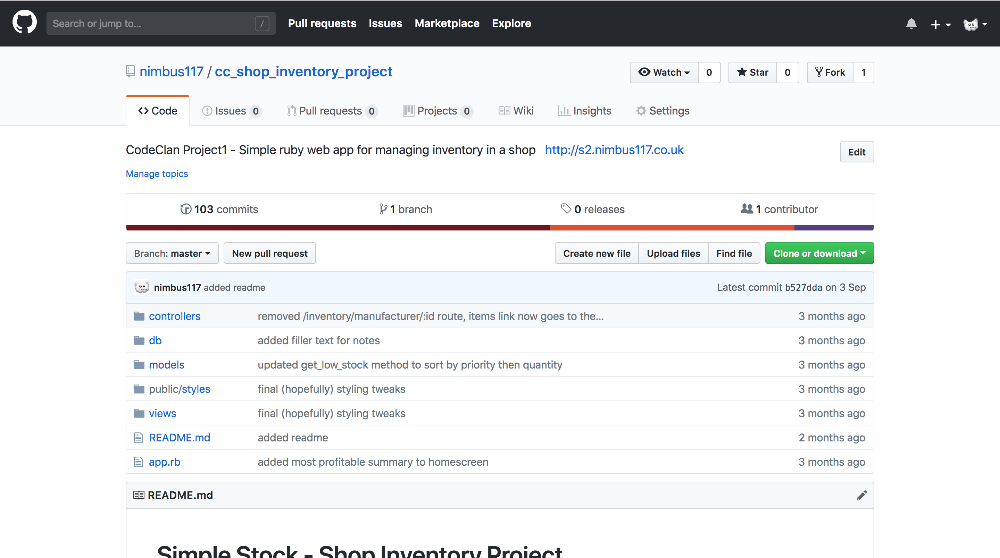 Search or jump to... /
Pull requests Issues Marketplace Explore
nimbus117 / cc_shop_inventory_project
Watch 0 Star 0 Fork 1
Code Issues 0 Pull requests 0 Projects 0 Wiki Insights Settings
CodeClan Project1 - Simple ruby web app for managing inventory in a shop http://s2.nimbus117.co.uk
Edit
Manage topics
103 commits 1 branch 0 releases 1 contributor
Branch: master New pull request Create new file Upload files Find file Clone or download
nimbus117 added readme Latest commit b527dda on 3 Sep
controllers removed /inventory/manufacturer/:id route, items link now goes to the... 3 months ago
db added filler text for notes 3 months ago
models updated get_low_stock method to sort by priority then quantity 3 months ago
public/styles final (hopefully) styling tweaks 3 months ago
views final (hopefully) styling tweaks 3 months ago
README.md added readme 2 months ago
app.rb added most profitable summary to homescreen 3 months ago
README.md
Simple Stock - Shop Inventory Project